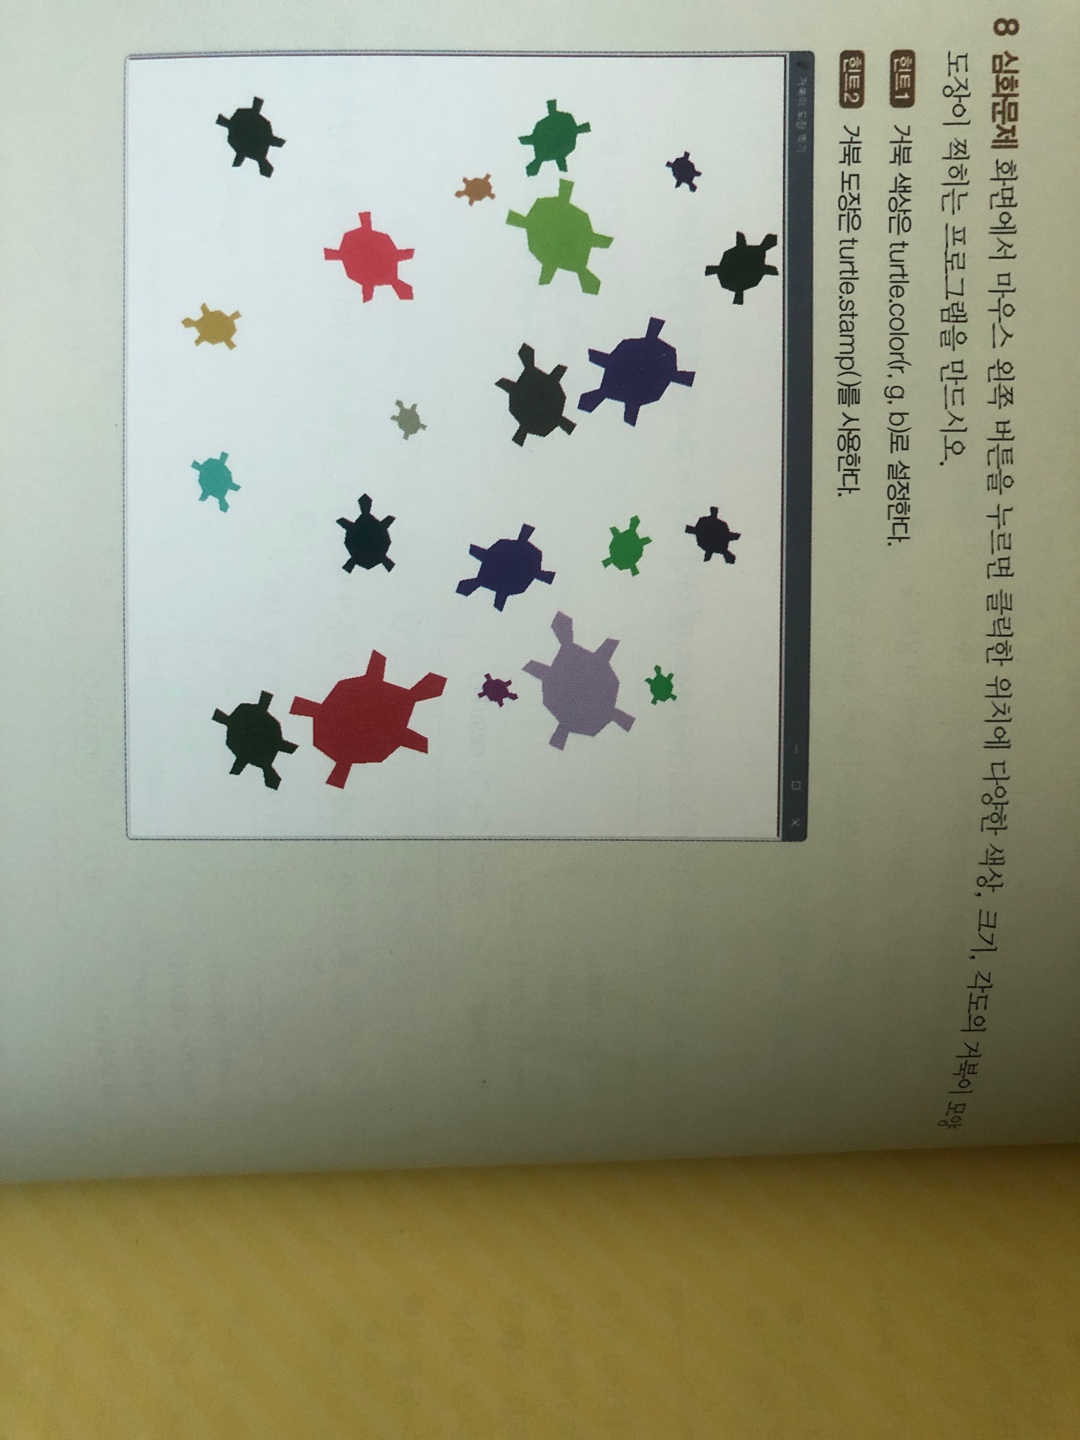 8 심화문제 화면에서 마우스 왼쪽 버튼을 누르면 클릭한 위치에 다양한 색상, 크기, 각도의 거북이 모양
도장이 찍히는 프로그램을 만드시오.
힌트1 거북 색상은 turtle.color(r, g, b)로 설정한다.
힌트2 거북 도장은 turtle.stamp( )를 사용한다.
거북이 도장 찍기